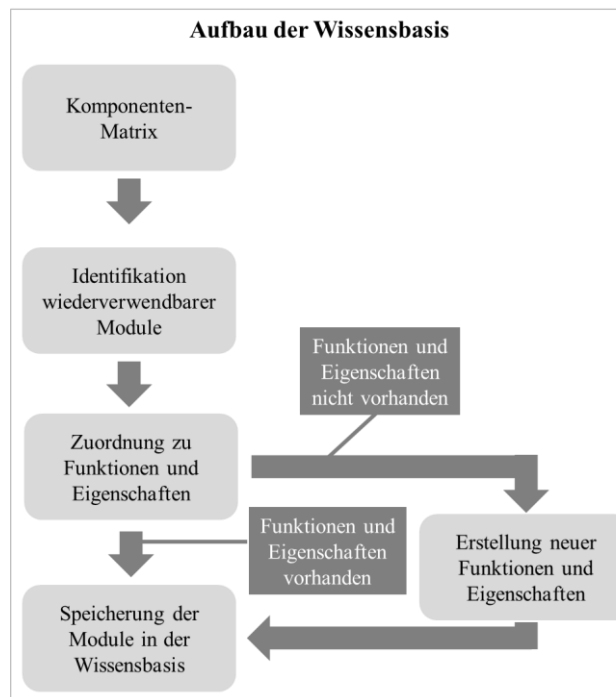 Aufbau der Wissensbasis
Komponenten-
Matrix
Identifikation
wiederverwendbarer
Module
Funktionen und
Eigenschaften
nicht vorhanden
Zuordnung zu
Funktionen und
Eigenschaften
Funktionen und
Eigenschaften
vorhanden
Erstellung neuer
Funktionen und
Eigenschaften
Speicherung der
Module in der
Wissensbasis